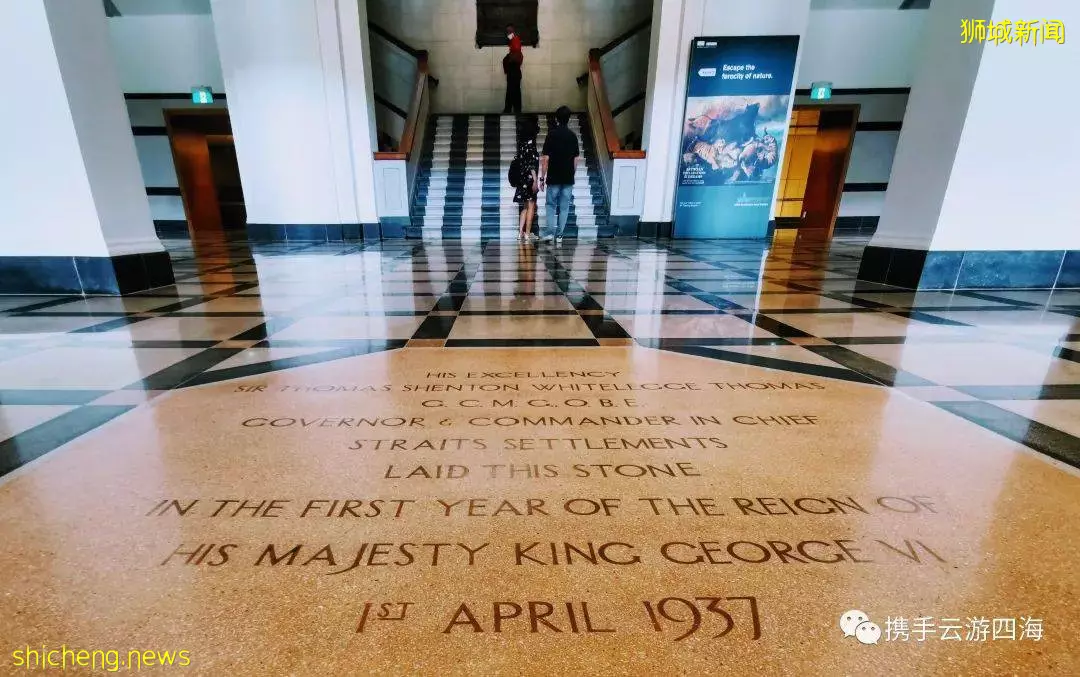 狮城新闻
Escape the
ferocity of nature.
HIS EXCELLENCY
SIR THOMAS SHENTON WHITELEGGE THOMAS
G.C.M.G., O.B.E.
GOVERNOR & COMMANDER IN CHIEF
STRAITS SETTLEMENTS
LAID THIS STONE
IN THE FIRST YEAR OF THE REIGN OF
HIS MAJESTY KING GEORGE VI
1ST APRIL 1937
携手云游四海
shicheng.news